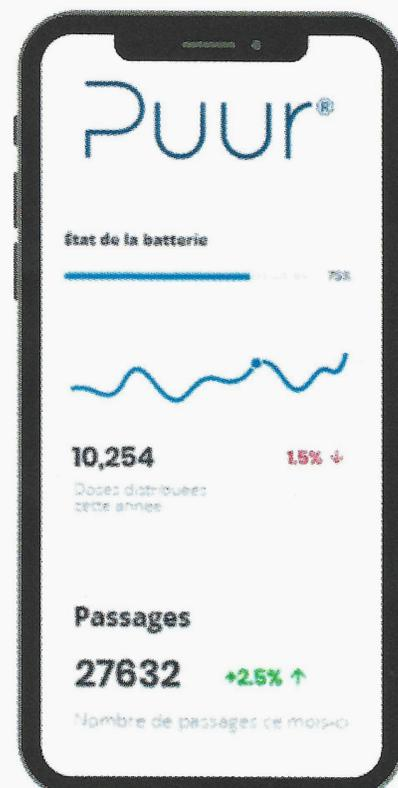 Puur®
État de la batterie
75%
10,254 1.5% ↓
Doses distribuées
cette année
Passages
27632 +2.5% ↑
Nombre de passages ce mois-ci